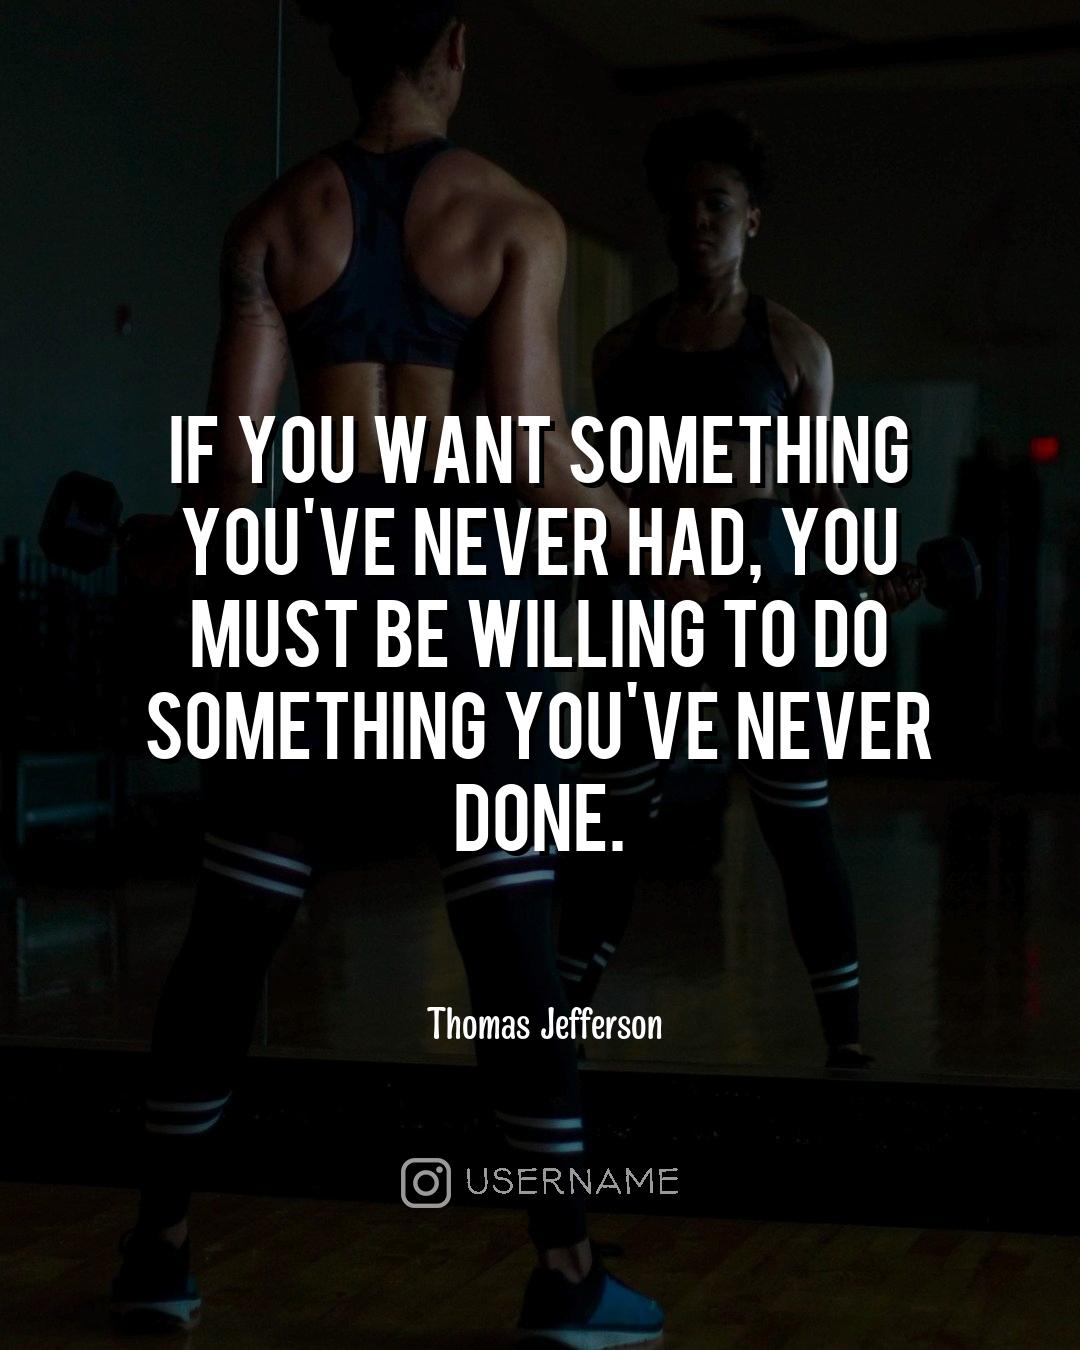 IF YOU WANT SOMETHING
YOU'VE NEVER HAD, YOU
MUST BE WILLING TO DO
SOMETHING YOU'VE NEVER
DONE.
Thomas Jefferson
USERNAME